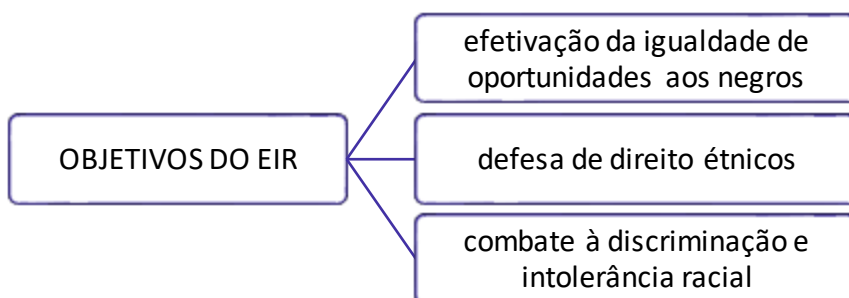 efetivação da igualdade de
oportunidades aos negros
OBJETIVOS DO EIR
defesa de direito étnicos
combate à discriminação e
intolerância racial